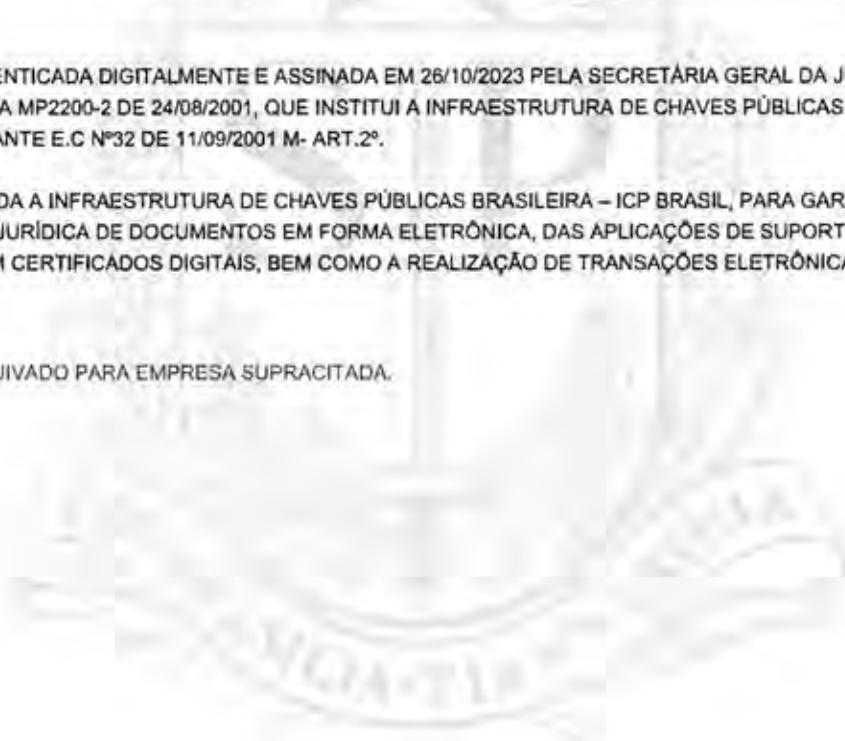 ENTICADA DIGITALMENTE E ASSINADA EM 26/10/2023 PELA SECRETÁRIA GERAL DA J
A MP2200-2 DE 24/08/2001, QUE INSTITUI A INFRAESTRUTURA DE CHAVES PÚBLICAS
ANTE E.C Nº32 DE 11/09/2001 M- ART.2º.
DA A INFRAESTRUTURA DE CHAVES PÚBLICAS BRASILEIRA – ICP BRASIL, PARA GAR
JURÍDICA DE DOCUMENTOS EM FORMA ELETRÔNICA, DAS APLICAÇÕES DE SUPORT
M CERTIFICADOS DIGITAIS, BEM COMO A REALIZAÇÃO DE TRANSAÇÕES ELETRÔNICA
UIVADO PARA EMPRESA SUPRACITADA.